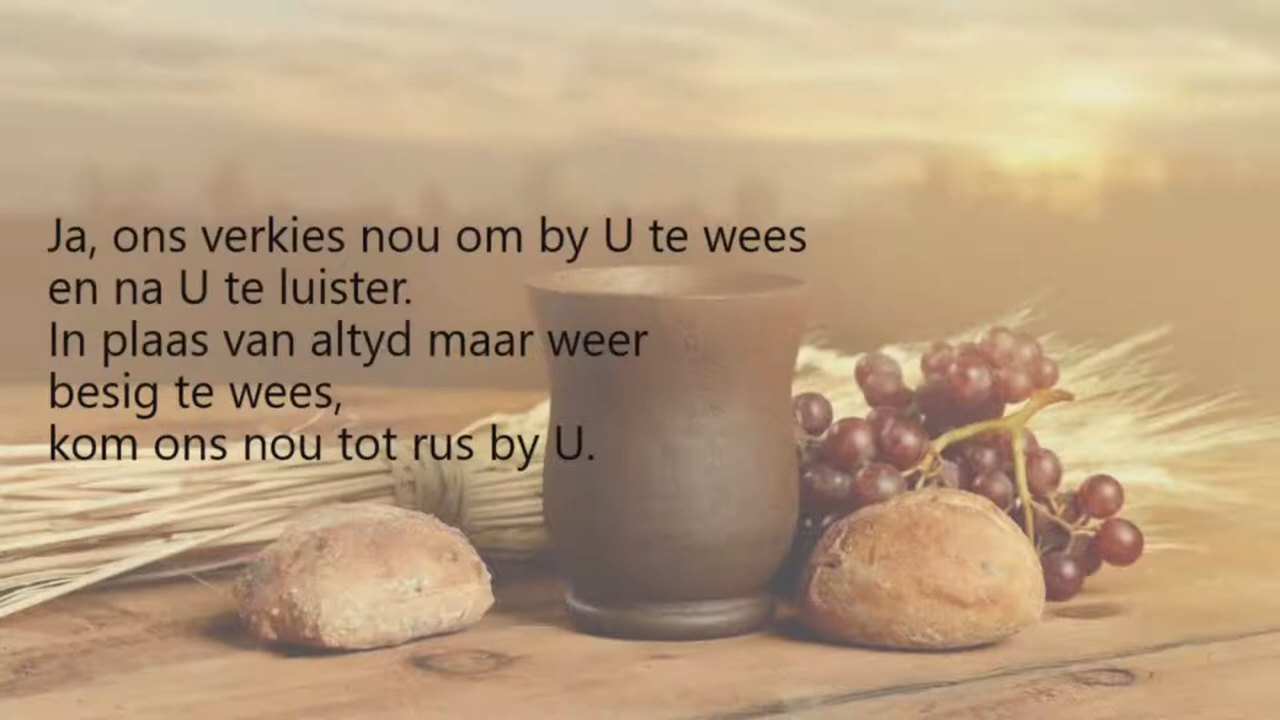 Ja, ons verkies nou om by U te wees
en na U te luister.
In plaas van altyd maar weer
besig te wees,
kom ons nou tot rus by U.